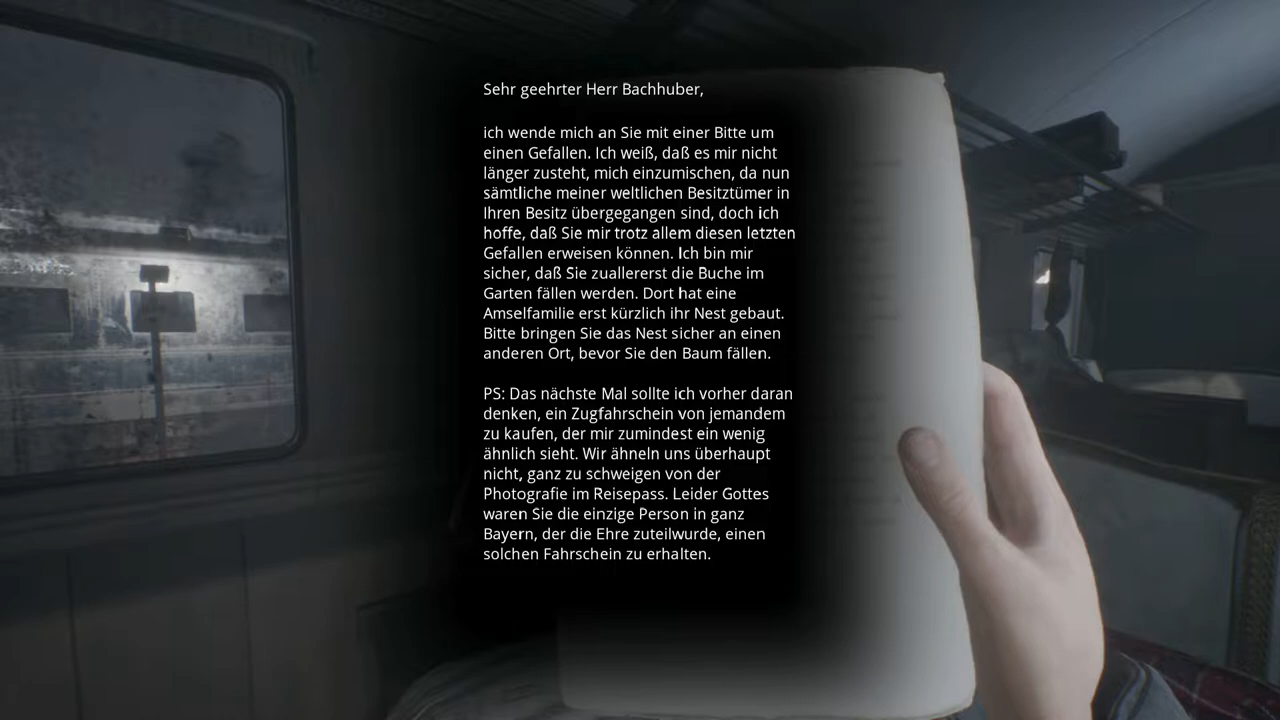 Sehr geehrter Herr Bachhuber,
ich wende mich an Sie mit einer Bitte um
einen Gefallen. Ich weiß, daß es mir nicht
länger zusteht, mich einzumischen, da nun
sämtliche meiner weltlichen Besitztümer in
Ihren Besitz übergegangen sind, doch ich
hoffe, daß Sie mir trotz allem diesen letzten
Gefallen erweisen können. Ich bin mir
sicher, daß Sie zuallererst die Buche im
Garten fällen werden. Dort hat eine
Amselfamilie erst kürzlich ihr Nest gebaut.
Bitte bringen Sie das Nest sicher an einen
anderen Ort, bevor Sie den Baum fällen.
PS: Das nächste Mal sollte ich vorher daran
denken, ein Zugfahrschein von jemandem
zu kaufen, der mir zumindest ein wenig
ähnlich sieht. Wir ähneln uns überhaupt
nicht, ganz zu schweigen von der
Photografie im Reisepass. Leider Gottes
waren Sie die einzige Person in ganz
Bayern, der die Ehre zuteilwurde, einen
solchen Fahrschein zu erhalten.